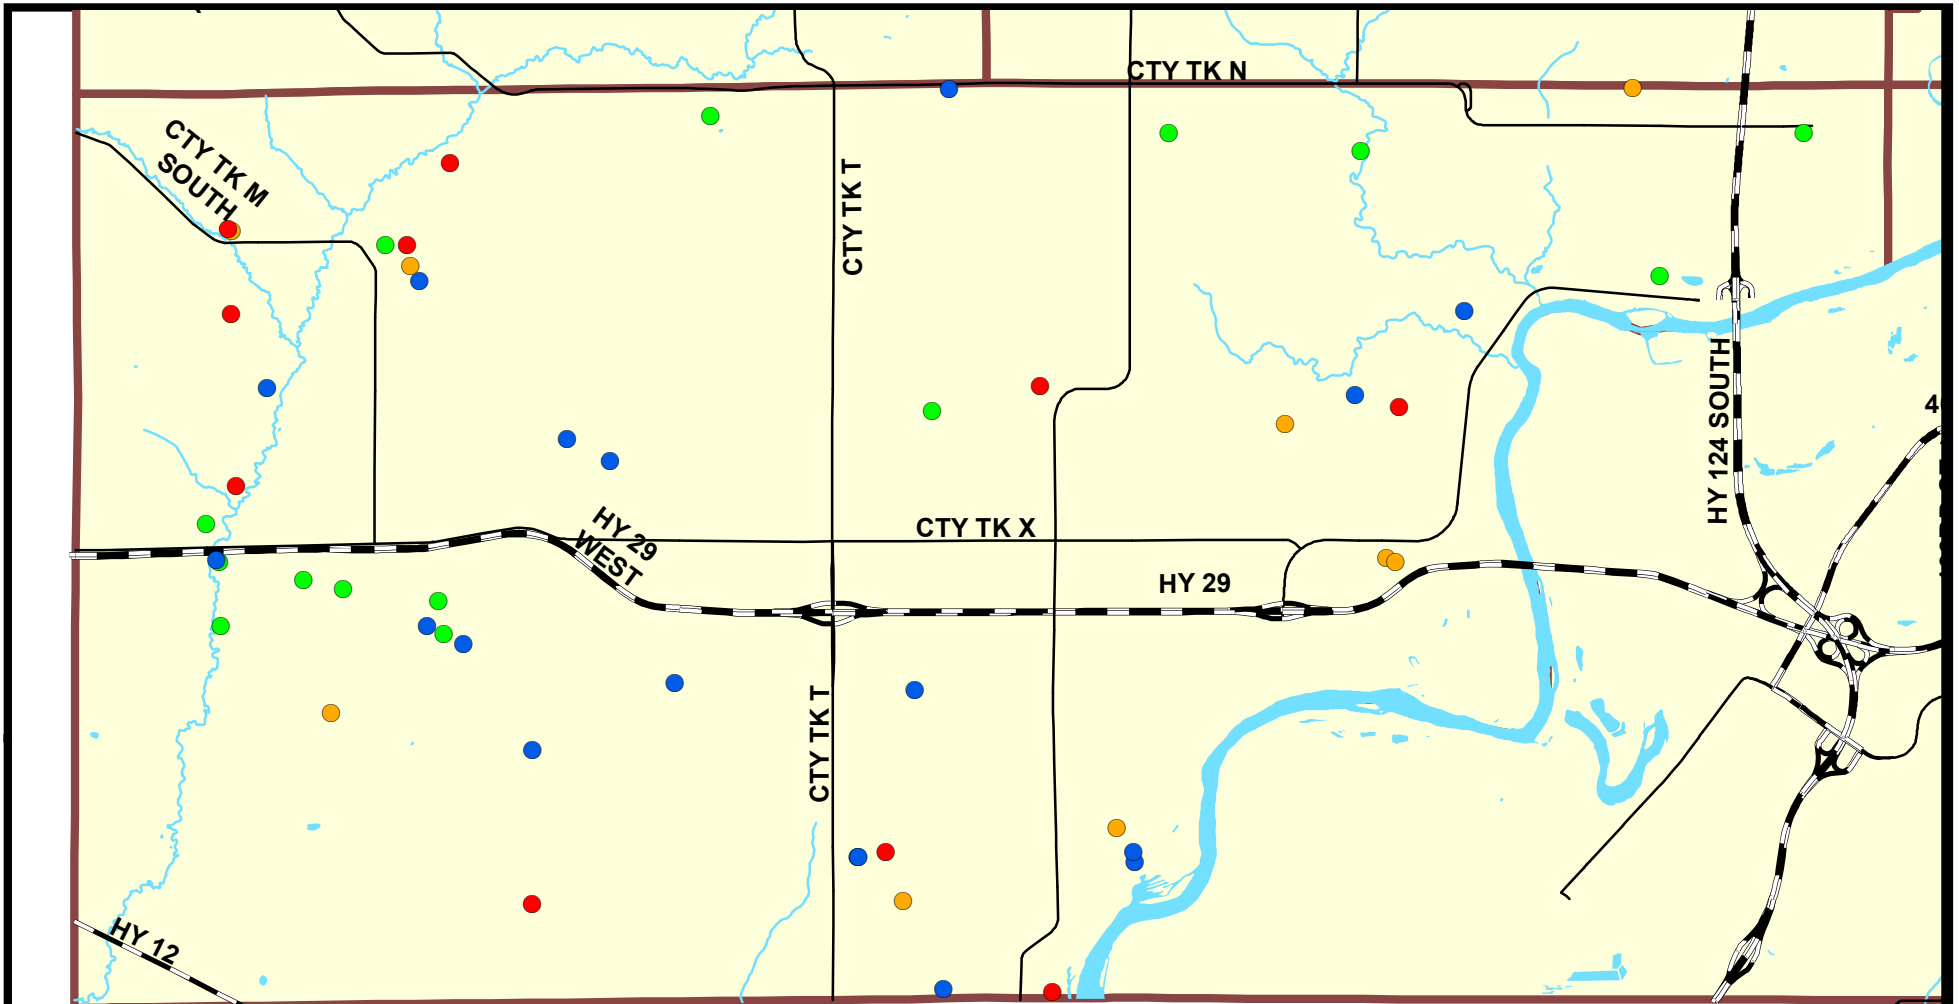 CTY TK N
CTY TK M
SOUTH
CTY TK T
HY 124 SOUTH
HY 29
WEST
CTY TK X
HY 29
CTY TK T
HY 12